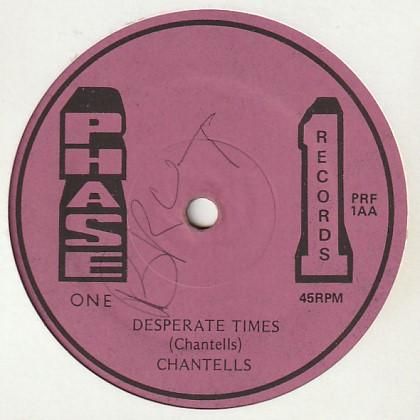 PHASE
ONE
1
RECORDS
PRF
1AA
45RPM
DESPERATE TIMES
(Chantells)
CHANTELLS